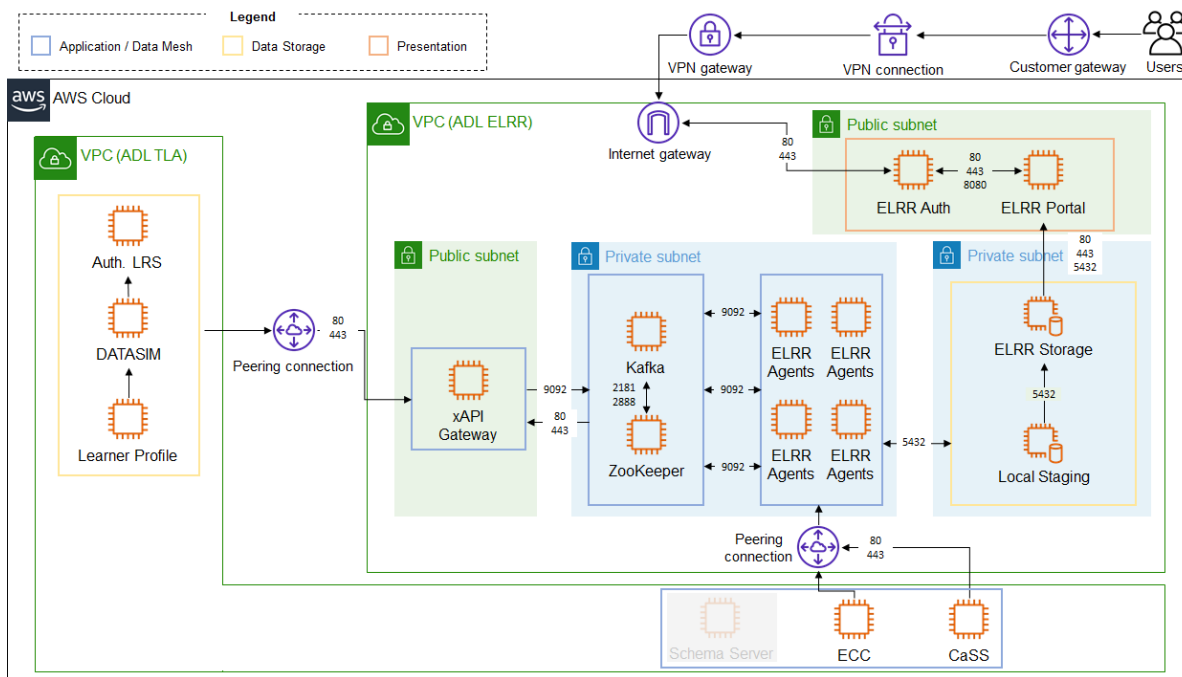 Legend
Application / Data Mesh
Data Storage
Presentation
VPN gateway
VPN connection
Customer gateway
Users
aws
AWS Cloud
VPC (ADL ELRR)
Internet gateway
80
443
Public subnet
ELRR Auth
80
443
8080
ELRR Portal
VPC (ADL TLA)
Auth. LRS
DATASIM
Learner Profile
Peering connection
80
443
Public subnet
xAPI
Gateway
9092
80
443
Private subnet
Kafka
2181
2888
ZooKeeper
9092
9092
9092
ELRR
Agents
ELRR
Agents
ELRR
Agents
ELRR
Agents
5432
Private subnet
80
443
5432
ELRR Storage
5432
Local Staging
Peering
connection
80
443
Schema Server
ECC
CaSS